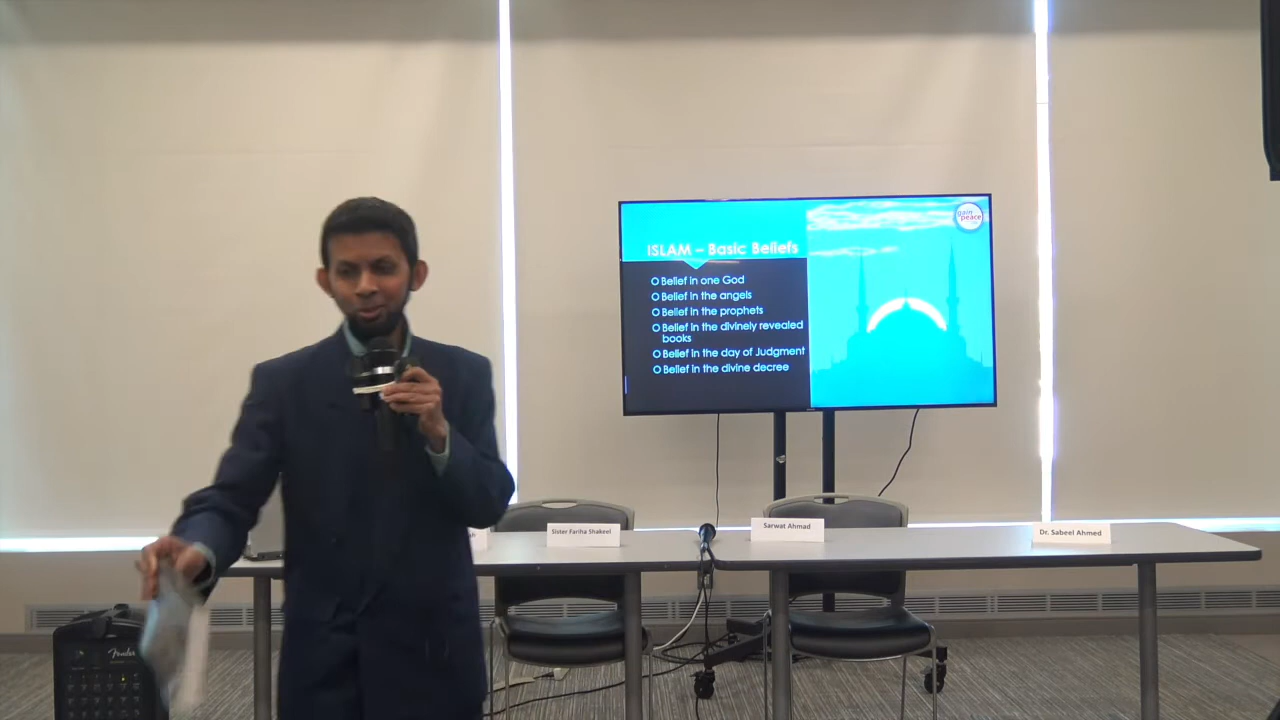 gain
peace
ISLAM – Basic Beliefs
Belief in one God
Belief in the angels
Belief in the prophets
Belief in the divinely revealed
books
Belief in the day of Judgment
Belief in the divine decree
ah
Sister Fariha Shakeel
Sarwat Ahmad
Dr. Sabeel Ahmed
Fender